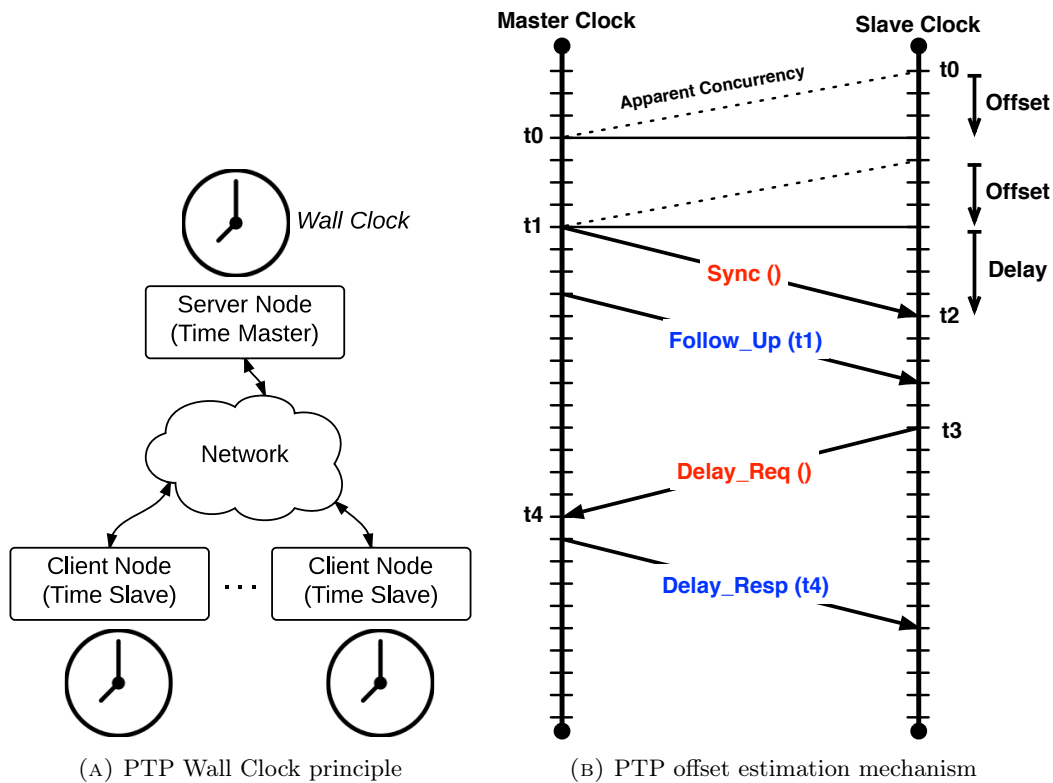 Wall Clock
Server Node
(Time Master)
Network
Client Node
(Time Slave)
. . .
Client Node
(Time Slave)
(A) PTP Wall Clock principle
Master Clock
Slave Clock
t0
Apparent Concurrency
Offset
t0
Offset
t1
Sync ()
Delay
t2
Follow_Up (t1)
t3
Delay_Req ()
t4
Delay_Resp (t4)
(B) PTP offset estimation mechanism